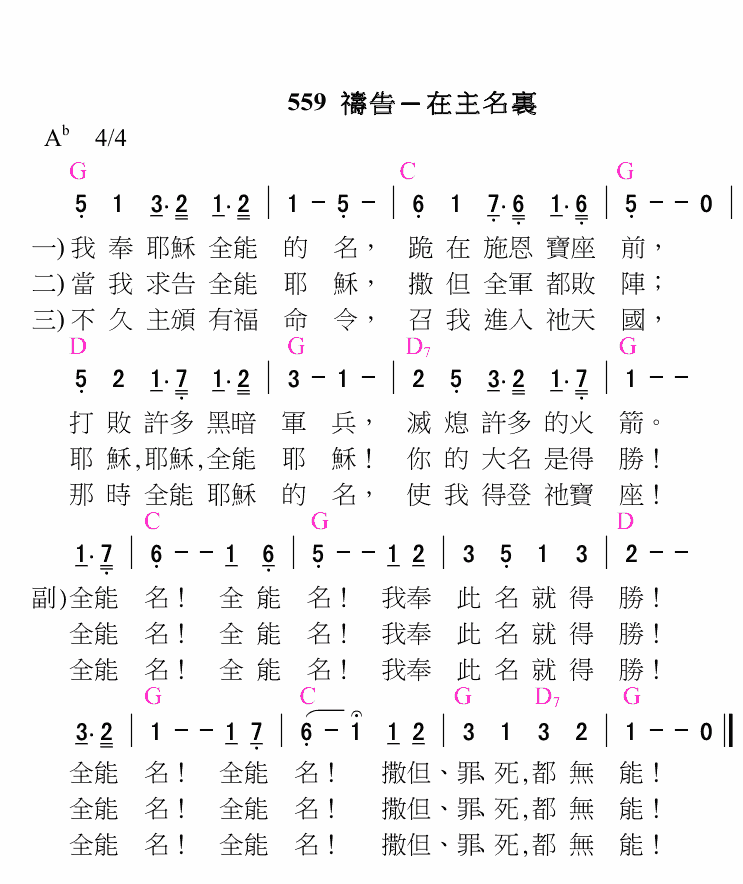 559 禱告－在主名裏
A♭ 4/4
G C G
5 1 3·2 1·2 | 1 － 5 － | 6 1 7·6 1·6 | 5 － － 0 |
一)我奉耶穌全能的名，跪在施恩寶座前，
二)當我求告全能耶穌，撒但全軍都敗陣；
三)不久主頒有福命令，召我進入祂天國，
D G D7 G
5 2 1·7 1·2 | 3 － 1 － | 2 5 3·2 1·7 | 1 － －
打敗許多黑暗軍兵，滅熄許多的火箭。
耶穌,耶穌,全能耶穌！你的大名是得勝！
那時全能耶穌的名，使我得登祂寶座！
C G D
1·7 | 6 － － 1 6 | 5 － － 1 2 | 3 5 1 3 | 2 － －
副)全能名！全能名！我奉此名就得勝！
全能名！全能名！我奉此名就得勝！
全能名！全能名！我奉此名就得勝！
G C G D7 G
3·2 | 1 － － 1 7 | 6 － 1 1 2 | 3 1 3 2 | 1 － － 0 ‖
全能名！全能名！撒但、罪、死,都無能！
全能名！全能名！撒但、罪、死,都無能！
全能名！全能名！撒但、罪、死,都無能！